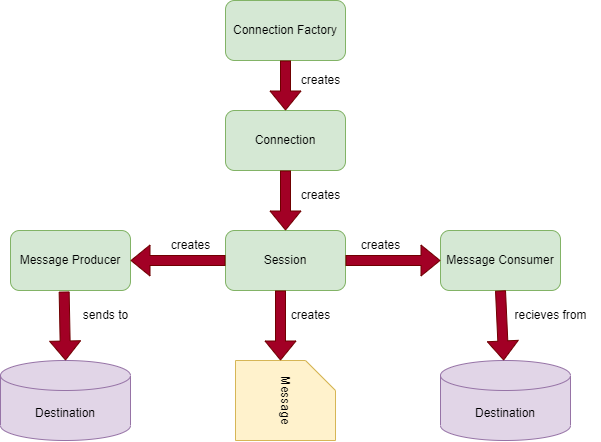 Connection Factory
creates
Connection
creates
creates
creates
Message Producer
Session
Message Consumer
sends to
creates
recieves from
Message
Destination
Destination